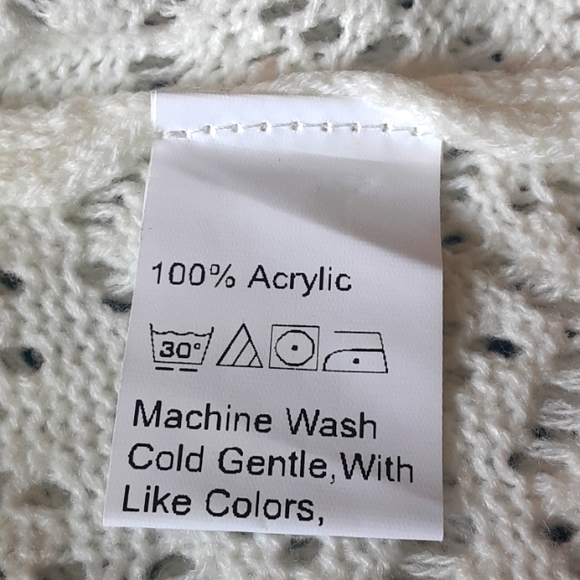 100% Acrylic
30°
Machine Wash
Cold Gentle, With
Like Colors,